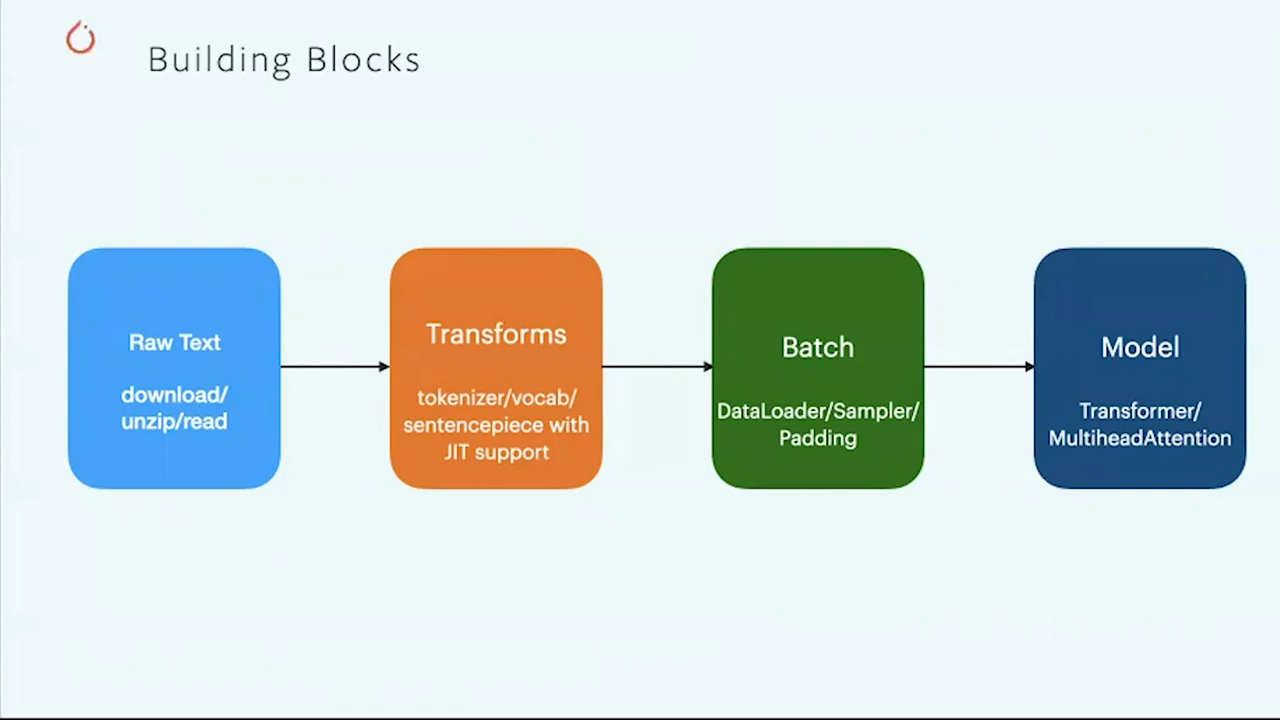 Building Blocks
Raw Text
download/
unzip/read
Transforms
tokenizer/vocab/
sentencepiece with
JIT support
Batch
DataLoader/Sampler/
Padding
Model
Transformer/
MultiheadAttention